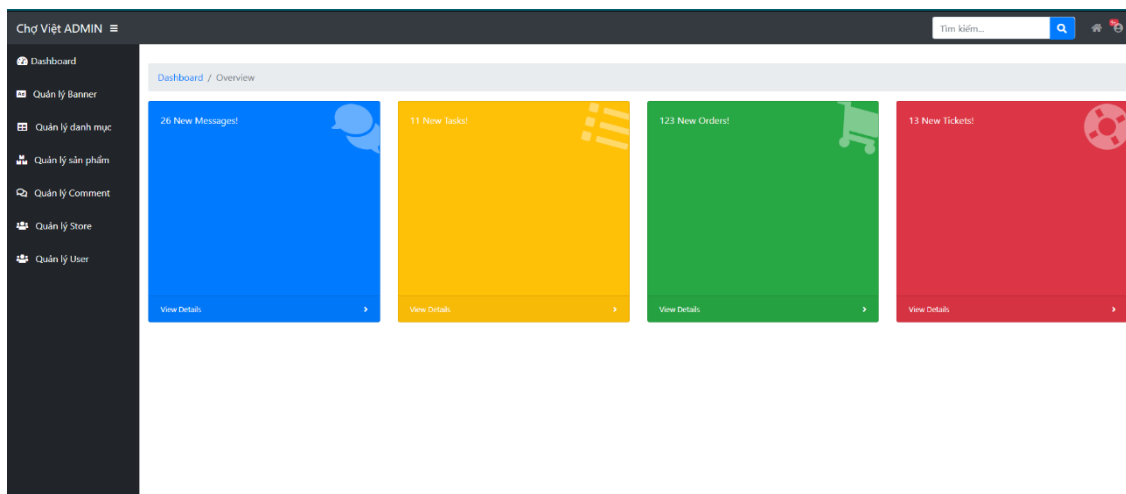 Chợ Việt ADMIN
Tìm kiếm...
Dashboard
Quản lý Banner
Quản lý danh mục
Quản lý sản phẩm
Quản lý Comment
Quản lý Store
Quản lý User
Dashboard / Overview
26 New Messages!
11 New Tasks!
123 New Orders!
13 New Tickets!
View Details
View Details
View Details
View Details